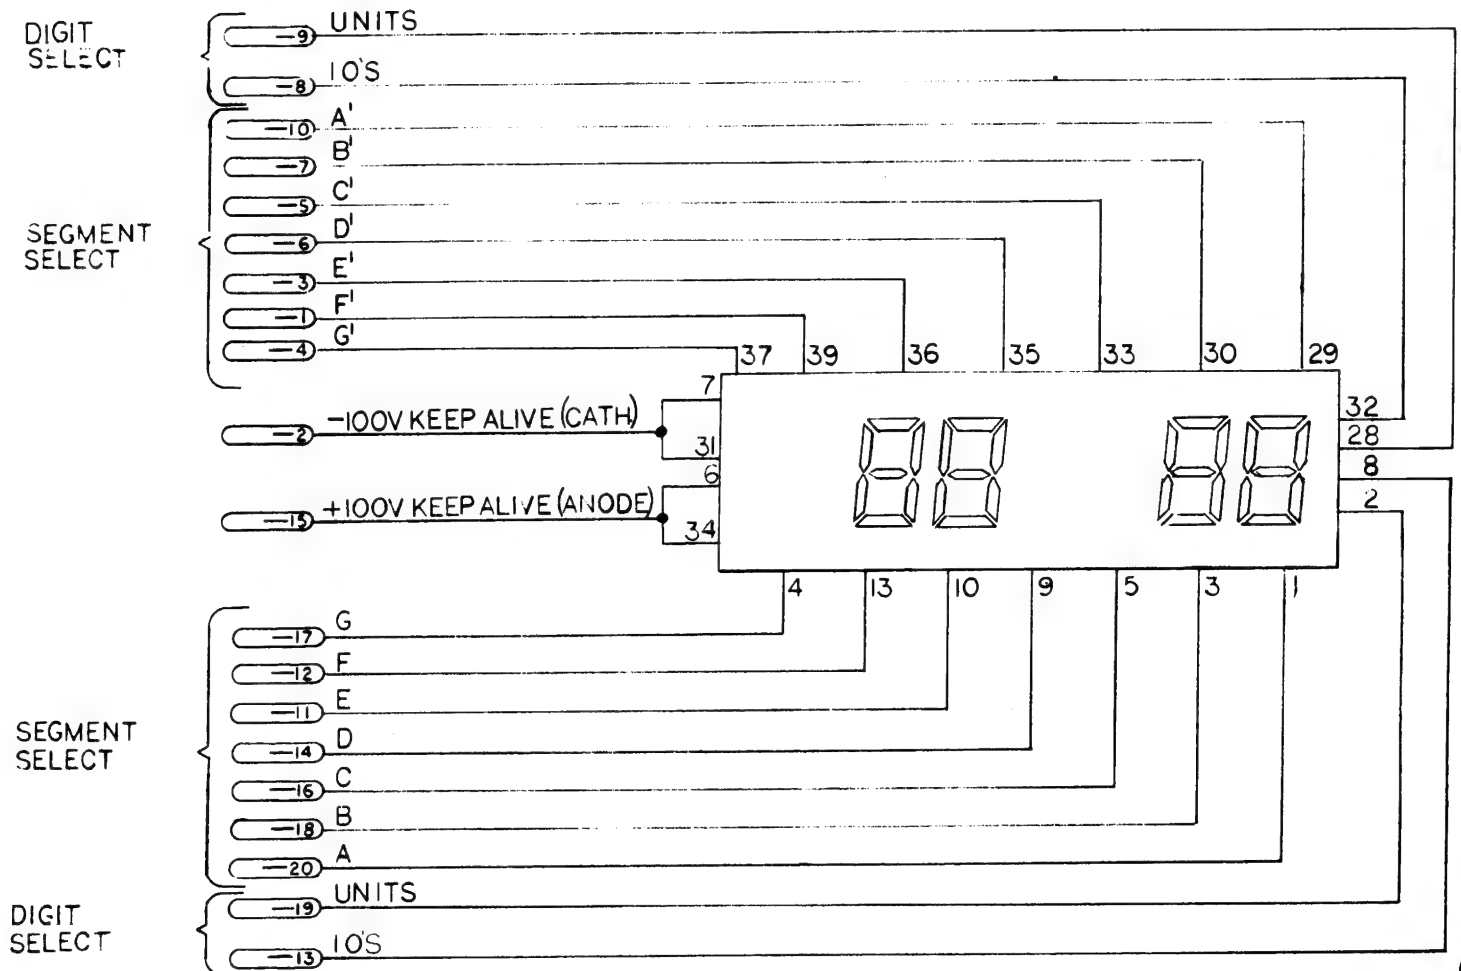 DIGIT
SELECT
-9 UNITS
-8 10'S
SEGMENT
SELECT
-10 A'
-7 B'
-5 C'
-6 D'
-3 E'
-1 F'
-4 G'
37 39 36 35 33 30 29
-2 -100V KEEP ALIVE (CATH)
7
31
-15 +100V KEEP ALIVE (ANODE)
6
34
32
28
8
2
4 13 10 9 5 3 1
SEGMENT
SELECT
-17 G
-12 F
-11 E
-14 D
-16 C
-18 B
-20 A
DIGIT
SELECT
-19 UNITS
-13 10'S